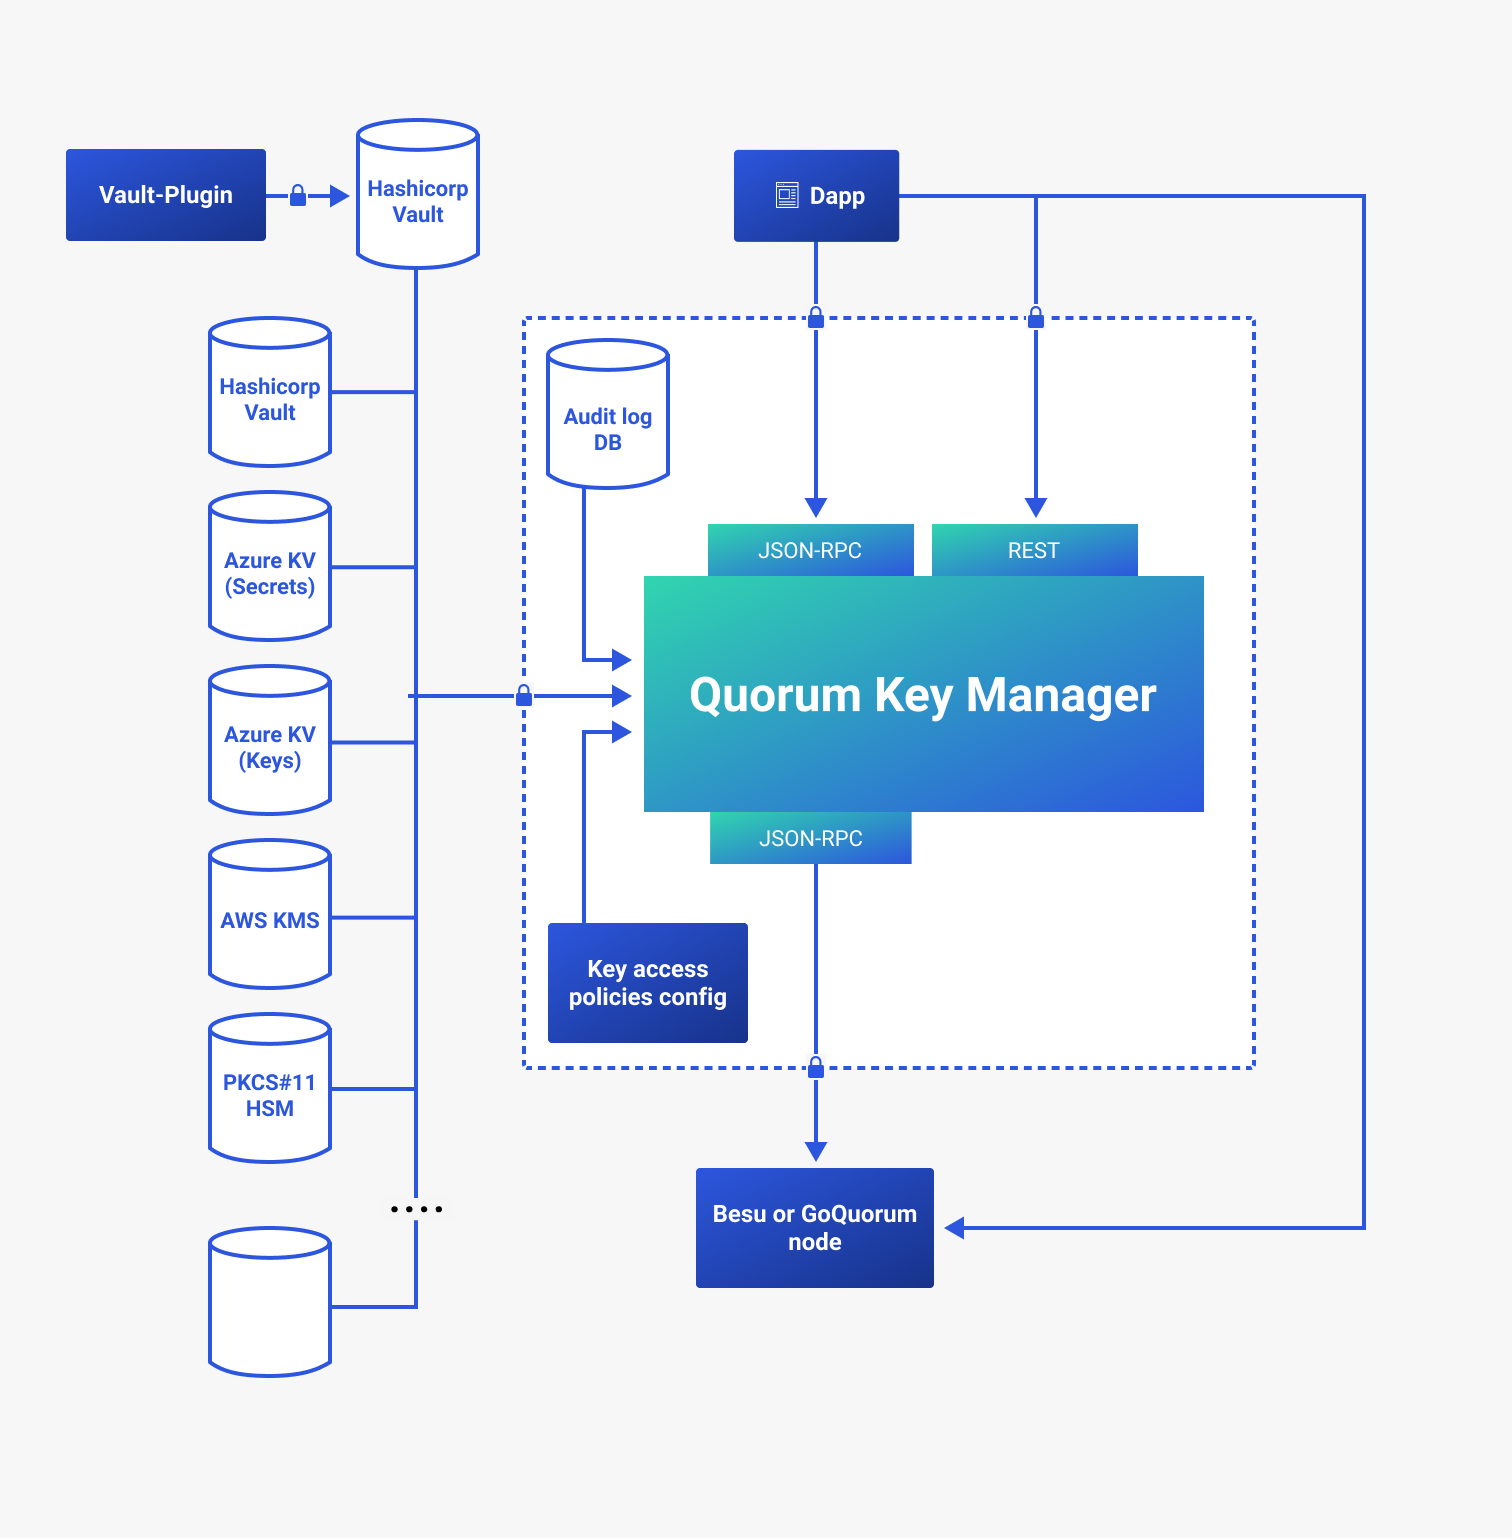 Vault-Plugin
Hashicorp
Vault
Dapp
Hashicorp
Vault
Azure KV
(Secrets)
Azure KV
(Keys)
AWS KMS
PKCS#11
HSM
Audit log
DB
JSON-RPC
REST
Quorum Key Manager
JSON-RPC
Key access
policies config
Besu or GoQuorum
node